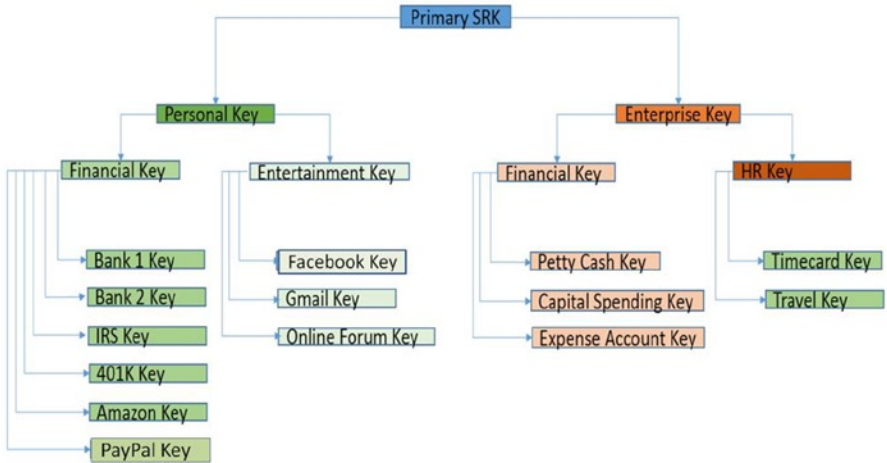 Primary SRK
Personal Key
Enterprise Key
Financial Key
Entertainment Key
Financial Key
HR Key
Bank 1 Key
Bank 2 Key
IRS Key
401K Key
Amazon Key
PayPal Key
Facebook Key
Gmail Key
Online Forum Key
Petty Cash Key
Capital Spending Key
Expense Account Key
Timecard Key
Travel Key